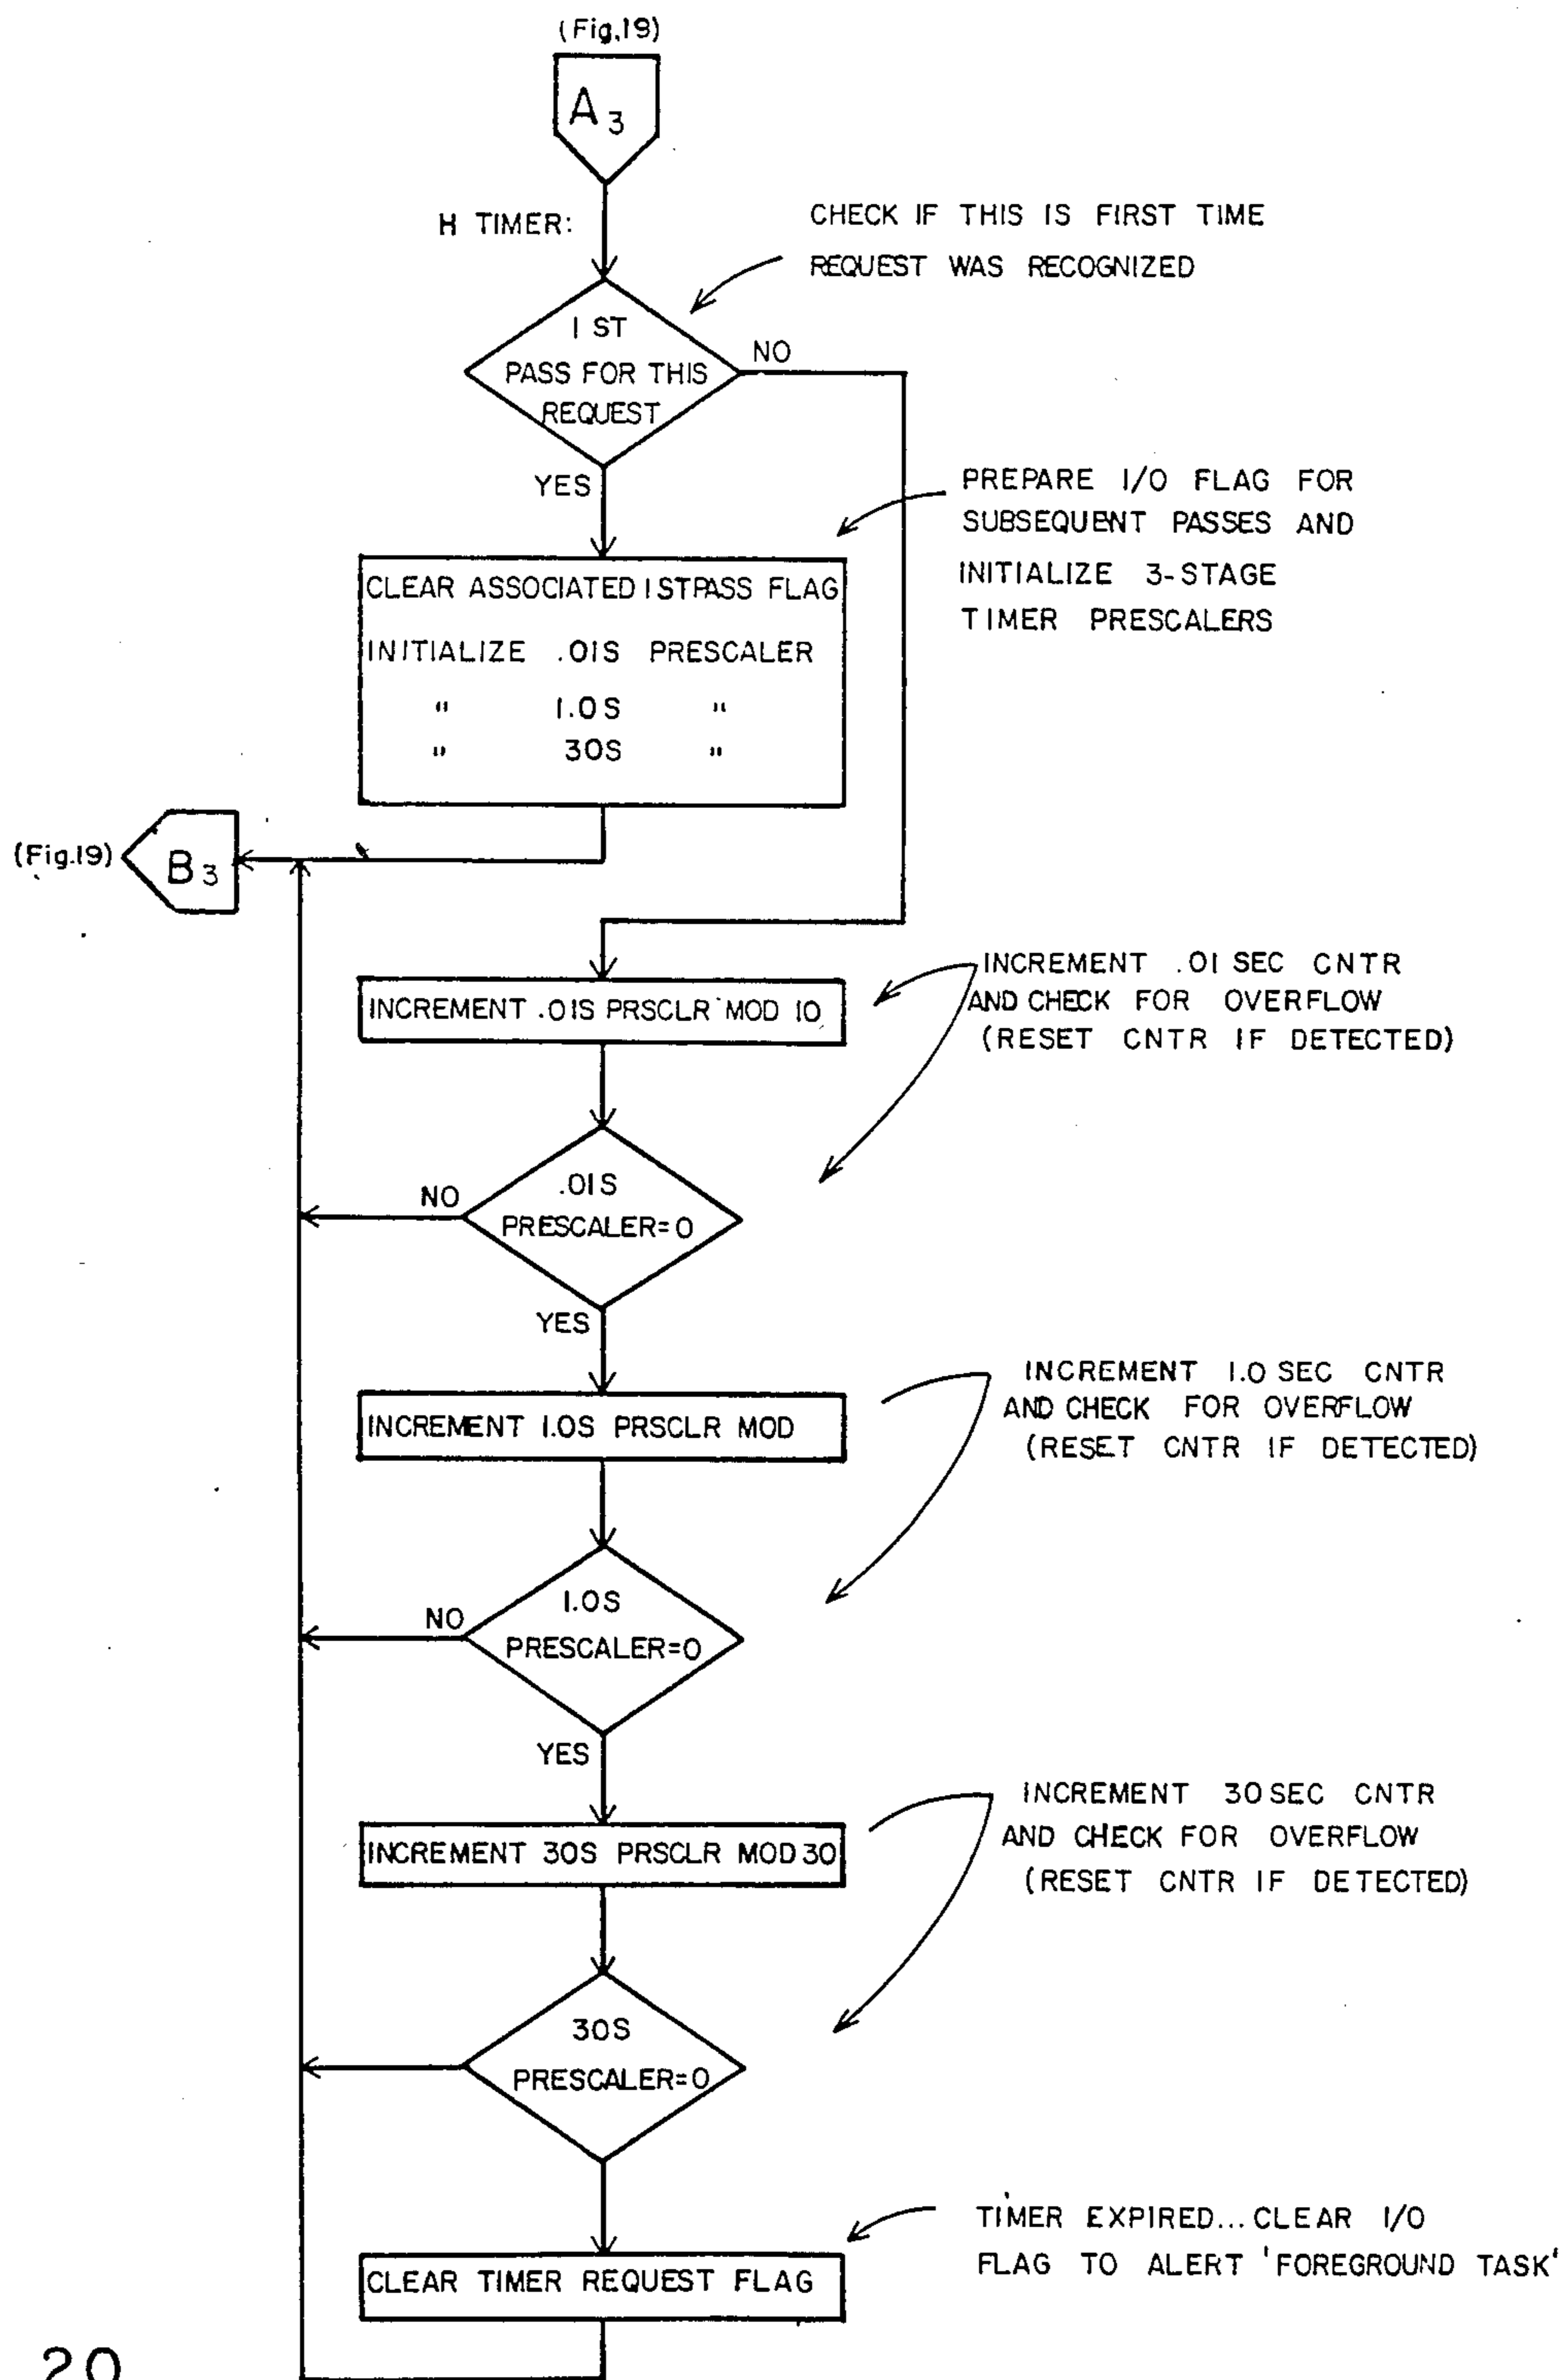 (Fig.19)
A3
H TIMER:
CHECK IF THIS IS FIRST TIME
REQUEST WAS RECOGNIZED
1 ST
PASS FOR THIS
REQUEST
NO
YES
PREPARE I/O FLAG FOR
SUBSEQUENT PASSES AND
INITIALIZE 3-STAGE
TIMER PRESCALERS
CLEAR ASSOCIATED 1STPASS FLAG
INITIALIZE .01S PRESCALER
" 1.0S "
" 30S "
(Fig.19)
B3
INCREMENT .01S PRSCLR MOD 10
INCREMENT .01 SEC CNTR
AND CHECK FOR OVERFLOW
(RESET CNTR IF DETECTED)
.01S
PRESCALER=0
NO
YES
INCREMENT 1.0S PRSCLR MOD
INCREMENT 1.0 SEC CNTR
AND CHECK FOR OVERFLOW
(RESET CNTR IF DETECTED)
1.0S
PRESCALER=0
NO
YES
INCREMENT 30S PRSCLR MOD 30
INCREMENT 30SEC CNTR
AND CHECK FOR OVERFLOW
(RESET CNTR IF DETECTED)
30S
PRESCALER=0
CLEAR TIMER REQUEST FLAG
TIMER EXPIRED...CLEAR I/O
FLAG TO ALERT 'FOREGROUND TASK'
20